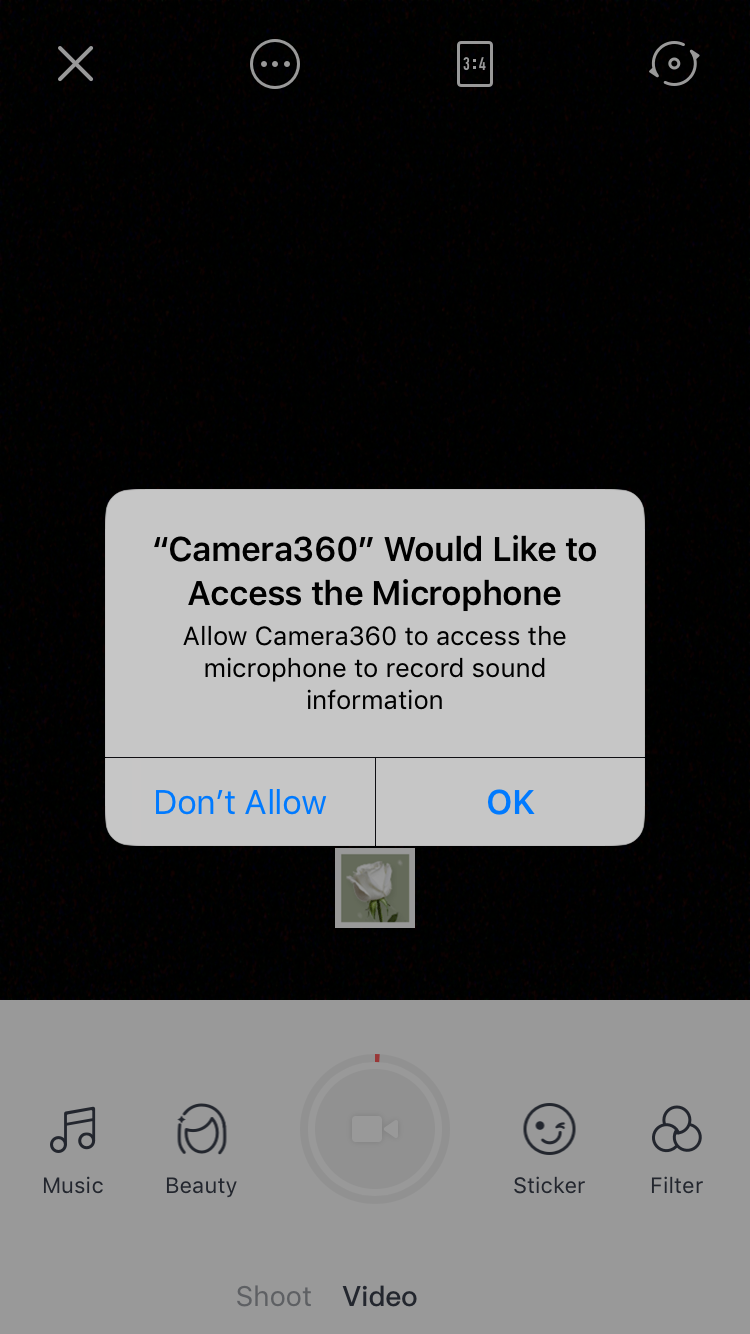 3:4
“Camera360” Would Like to
Access the Microphone
Allow Camera360 to access the
microphone to record sound
information
Don’t Allow
OK
Music
Beauty
Sticker
Filter
Shoot
Video